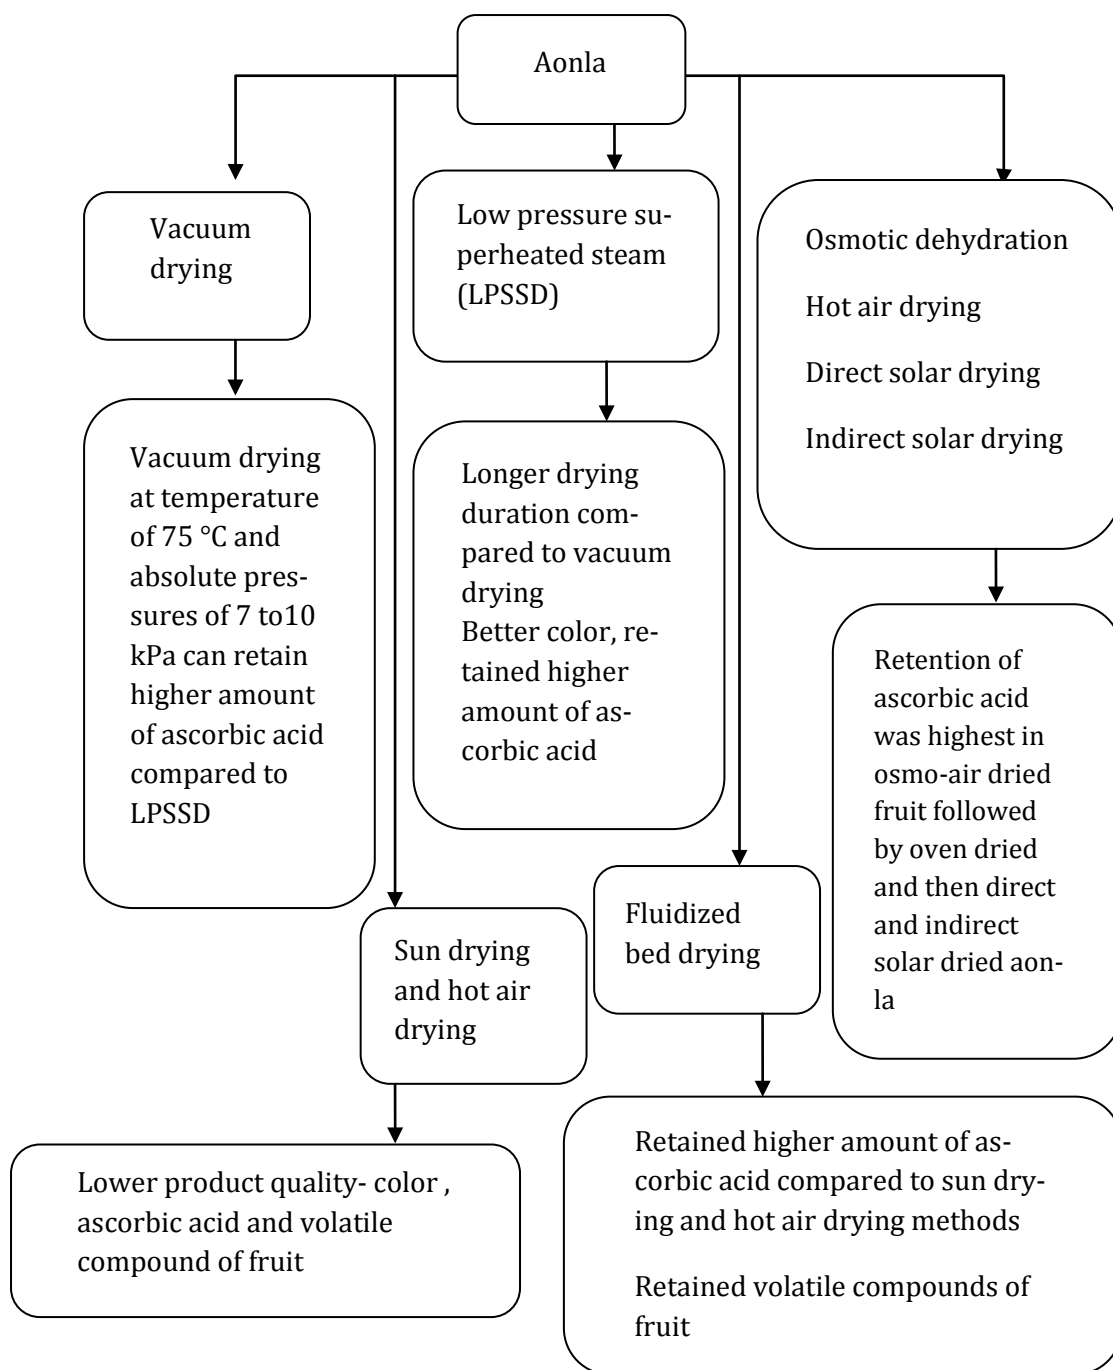 Aonla
Vacuum
drying
Low pressure su-
perheated steam
(LPSSD)
Osmotic dehydration
Hot air drying
Direct solar drying
Indirect solar drying
Vacuum drying
at temperature
of 75 °C and
absolute pres-
sures of 7 to10
kPa can retain
higher amount
of ascorbic acid
compared to
LPSSD
Longer drying
duration com-
pared to vacuum
drying
Better color, re-
tained higher
amount of as-
corbic acid
Retention of
ascorbic acid
was highest in
osmo-air dried
fruit followed
by oven dried
and then direct
and indirect
solar dried aon-
la
Sun drying
and hot air
drying
Fluidized
bed drying
Lower product quality- color ,
ascorbic acid and volatile
compound of fruit
Retained higher amount of as-
corbic acid compared to sun dry-
ing and hot air drying methods
Retained volatile compounds of
fruit